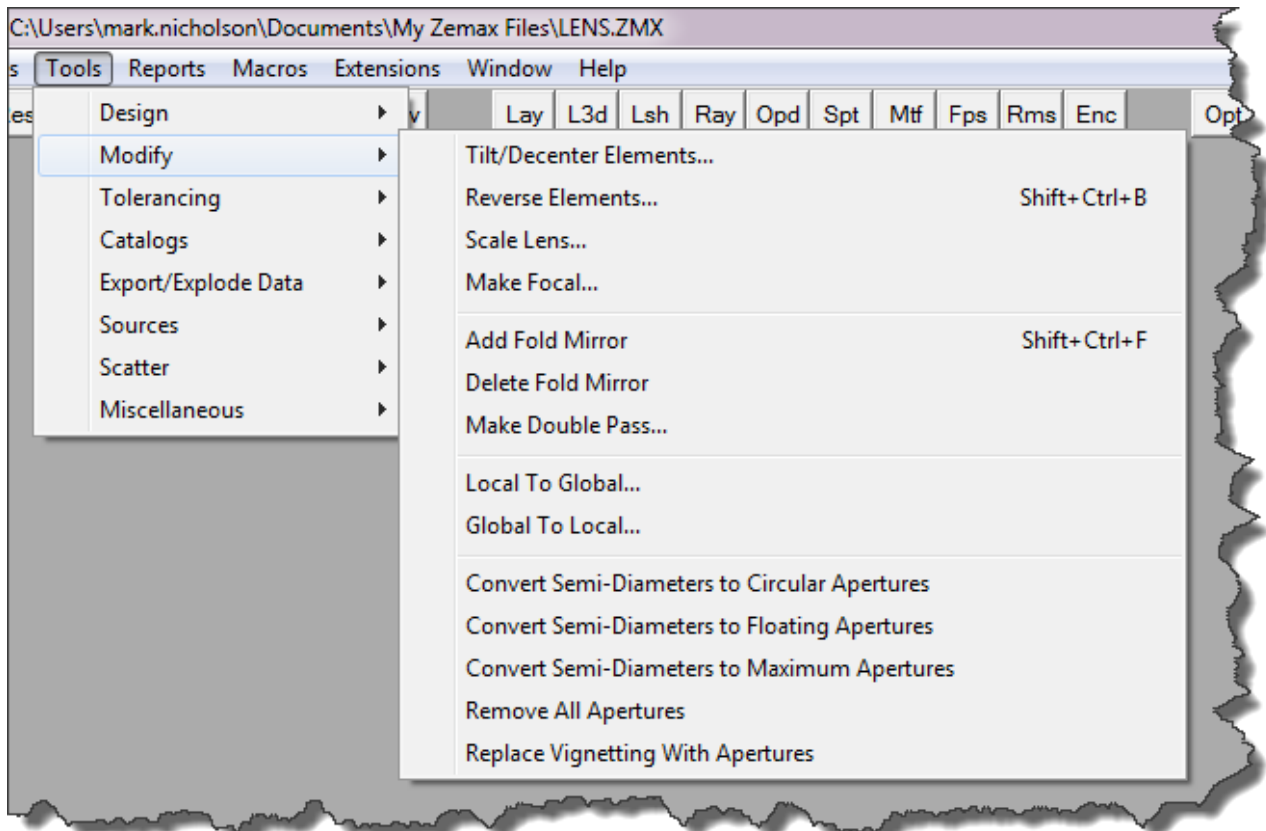 C:\Users\mark.nicholson\Documents\My Zemax Files\LENS.ZMX
s Tools Reports Macros Extensions Window Help
es v Lay L3d Lsh Ray Opd Spt Mtf Fps Rms Enc Opt
Design
Modify
Tolerancing
Catalogs
Export/Explode Data
Sources
Scatter
Miscellaneous
Tilt/Decenter Elements...
Reverse Elements... Shift+Ctrl+B
Scale Lens...
Make Focal...
Add Fold Mirror Shift+Ctrl+F
Delete Fold Mirror
Make Double Pass...
Local To Global...
Global To Local...
Convert Semi-Diameters to Circular Apertures
Convert Semi-Diameters to Floating Apertures
Convert Semi-Diameters to Maximum Apertures
Remove All Apertures
Replace Vignetting With Apertures